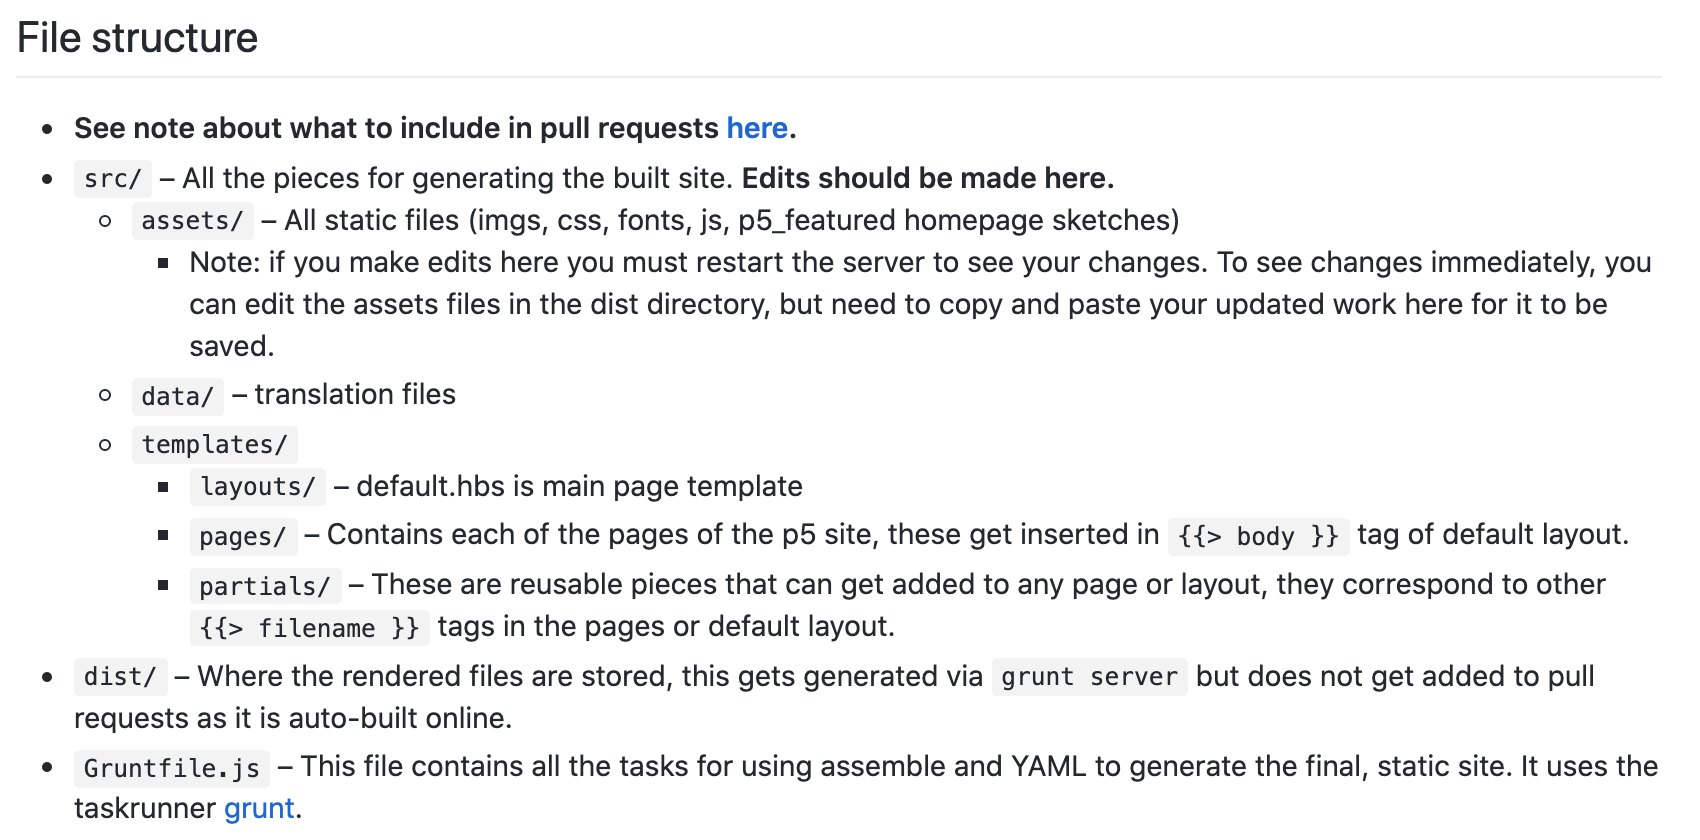 File structure
See note about what to include in pull requests here.
src/ – All the pieces for generating the built site. Edits should be made here.
assets/ – All static files (imgs, css, fonts, js, p5_featured homepage sketches)
Note: if you make edits here you must restart the server to see your changes. To see changes immediately, you
can edit the assets files in the dist directory, but need to copy and paste your updated work here for it to be
saved.
data/ – translation files
templates/
layouts/ – default.hbs is main page template
pages/ – Contains each of the pages of the p5 site, these get inserted in {{> body }} tag of default layout.
partials/ – These are reusable pieces that can get added to any page or layout, they correspond to other
{{> filename }} tags in the pages or default layout.
dist/ – Where the rendered files are stored, this gets generated via grunt server but does not get added to pull
requests as it is auto-built online.
Gruntfile.js – This file contains all the tasks for using assemble and YAML to generate the final, static site. It uses the
taskrunner grunt.